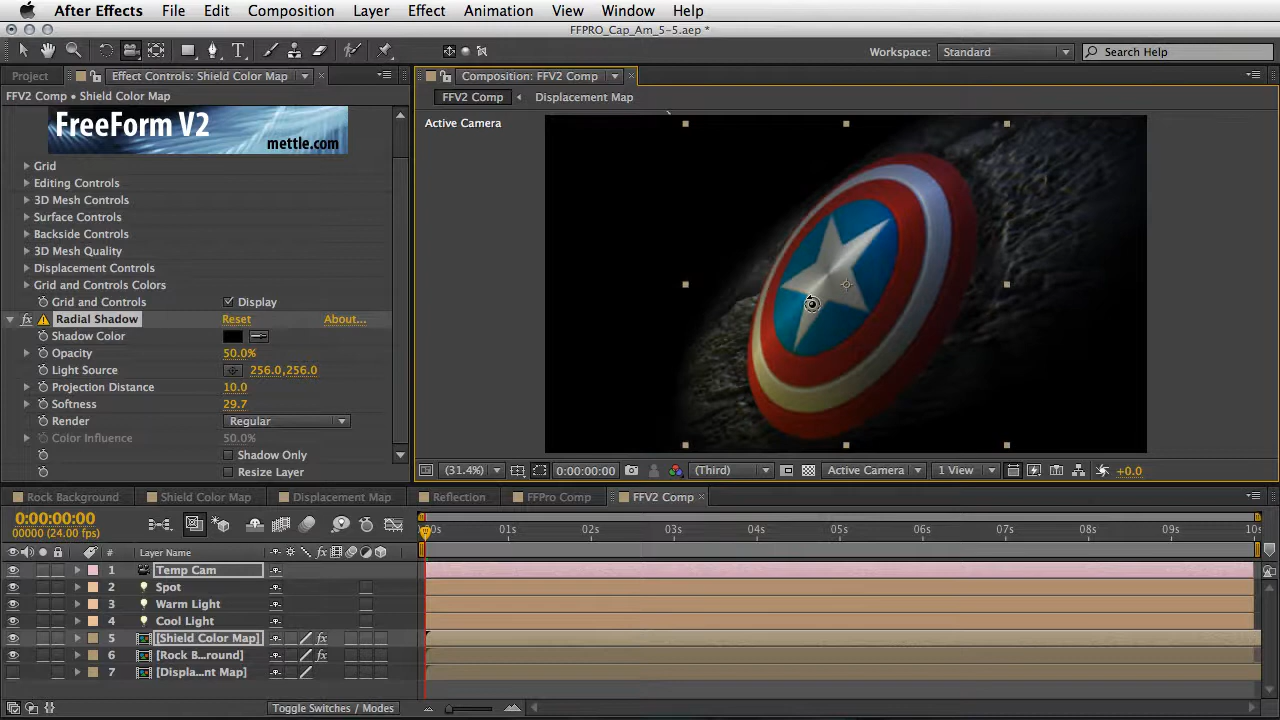 After Effects File Edit Composition Layer Effect Animation View Window Help
FFPRO_Cap_Am_5-5.aep *
Workspace: Standard Search Help
Project Effect Controls: Shield Color Map
Composition: FFV2 Comp
FFV2 Comp • Shield Color Map
FFV2 Comp Displacement Map
Active Camera
FreeForm V2
mettle.com
Grid
Editing Controls
3D Mesh Controls
Surface Controls
Backside Controls
3D Mesh Quality
Displacement Controls
Grid and Controls Colors
Grid and Controls Display
fx Radial Shadow Reset About...
Shadow Color
Opacity 50.0%
Light Source 256.0,256.0
Projection Distance 10.0
Softness 29.7
Render Regular
Color Influence 50.0%
Shadow Only
Resize Layer
(31.4%) 0:00:00:00 (Third) Active Camera 1 View +0.0
Rock Background Shield Color Map Displacement Map Reflection FFPro Comp FFV2 Comp
0:00:00:00
00000 (24.00 fps)
00s 01s 02s 03s 04s 05s 06s 07s 08s 09s 10s
# Layer Name fx
1 Temp Cam
2 Spot
3 Warm Light
4 Cool Light
5 [Shield Color Map] fx
6 [Rock B...round] fx
7 [Displa...nt Map]
Toggle Switches / Modes